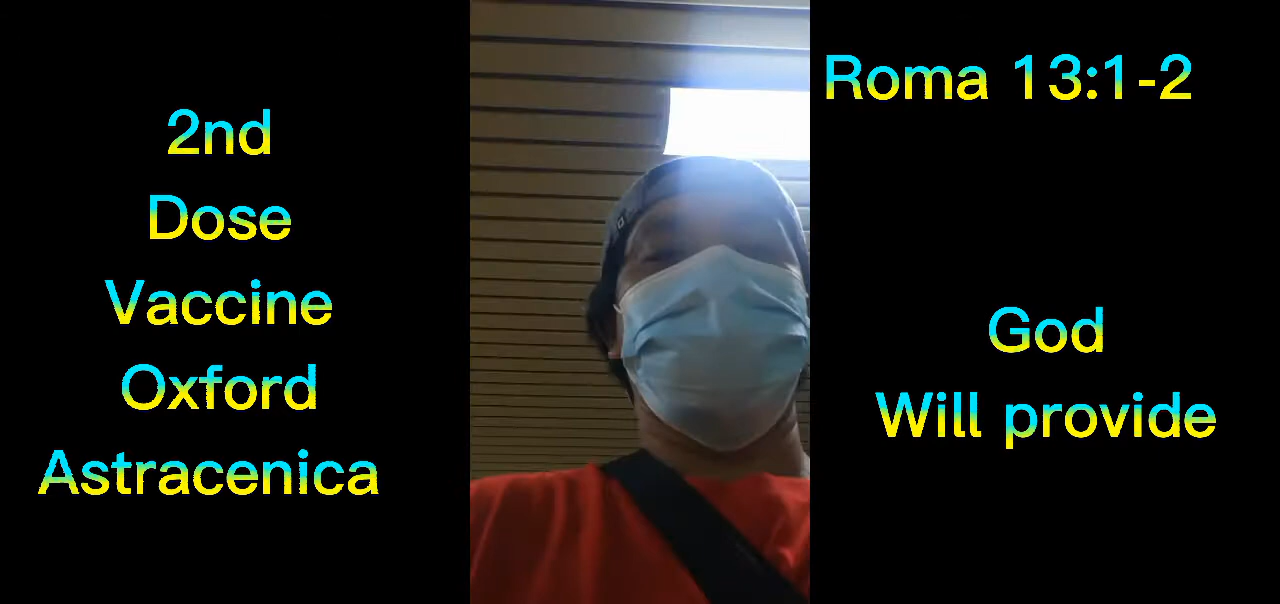 2nd
Dose
Vaccine
Oxford
Astracenica
Roma 13:1-2
God
Will provide